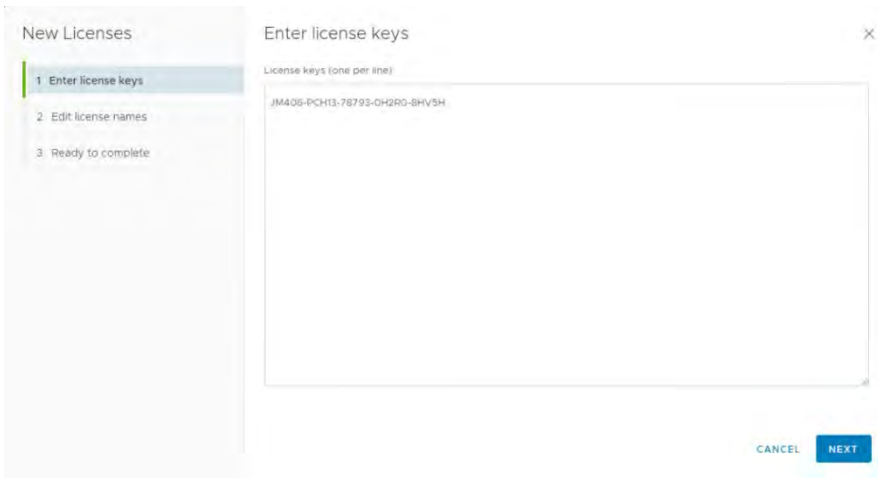 New Licenses
1 Enter license keys
2 Edit license names
3 Ready to complete
Enter license keys
License keys (one per line)
JM406-PCH13-78793-0H2R0-8HV5H
CANCEL
NEXT